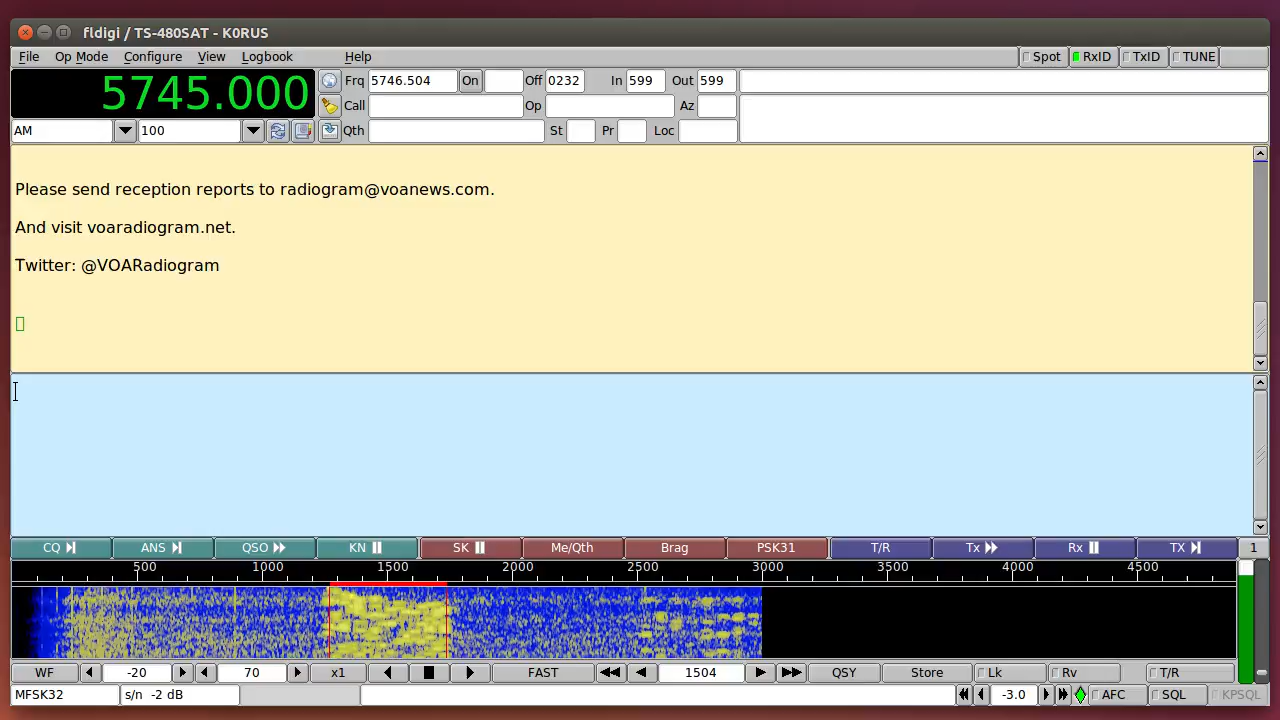 fldigi / TS-480SAT - K0RUS
File Op Mode Configure View Logbook Help Spot RxID TxID TUNE
5745.000 Frq 5746.504 On Off 0232 In 599 Out 599
Call Op Az
AM 100 Qth St Pr Loc
Please send reception reports to radiogram@voanews.com.
And visit voaradiogram.net.
Twitter: @VOARadiogram
CQ ANS QSO KN SK Me/Qth Brag PSK31 T/R Tx Rx TX 1
500 1000 1500 2000 2500 3000 3500 4000 4500
WF -20 70 x1 FAST 1504 QSY Store Lk Rv T/R
MFSK32 s/n -2 dB -3.0 AFC SQL KPSQL